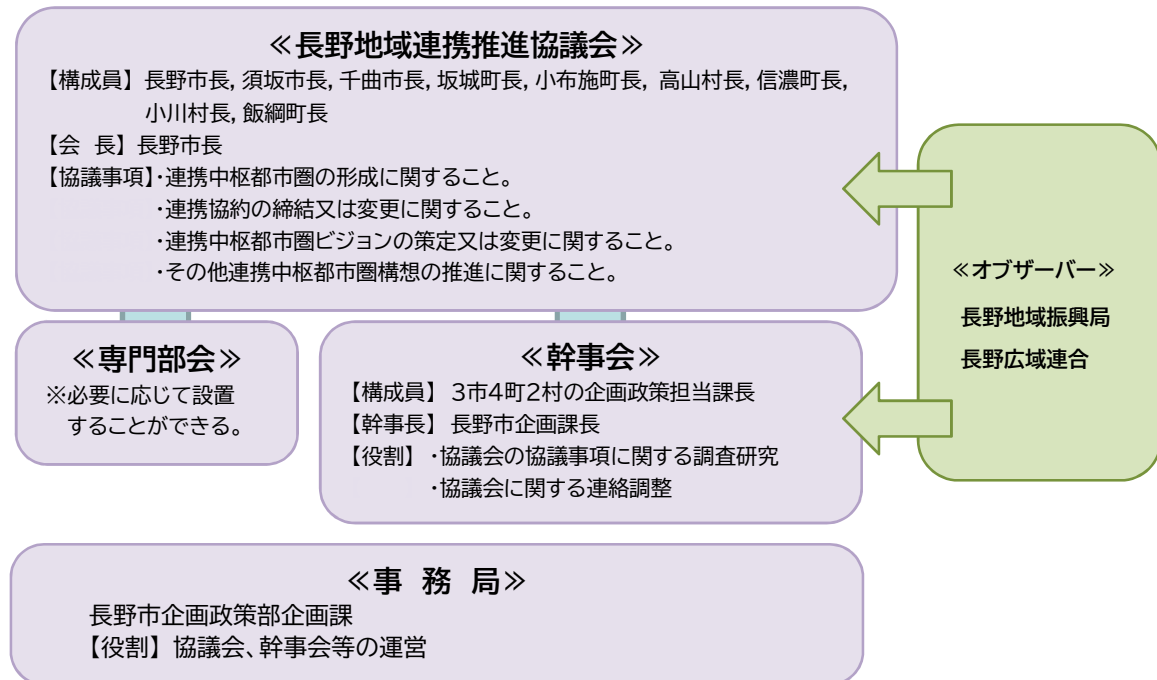 ≪長野地域連携推進協議会≫
【構成員】 長野市長, 須坂市長, 千曲市長, 坂城町長, 小布施町長, 高山村長, 信濃町長,
小川村長, 飯綱町長
【会 長】 長野市長
【協議事項】・連携中枢都市圏の形成に関すること。
・連携協約の締結又は変更に関すること。
・連携中枢都市圏ビジョンの策定又は変更に関すること。
・その他連携中枢都市圏構想の推進に関すること。
≪オブザーバー≫
長野地域振興局
長野広域連合
≪専門部会≫
※必要に応じて設置
することができる。
≪幹事会≫
【構成員】 3市4町2村の企画政策担当課長
【幹事長】 長野市企画課長
【役割】 ・協議会の協議事項に関する調査研究
・協議会に関する連絡調整
≪事 務 局≫
長野市企画政策部企画課
【役割】 協議会、幹事会等の運営